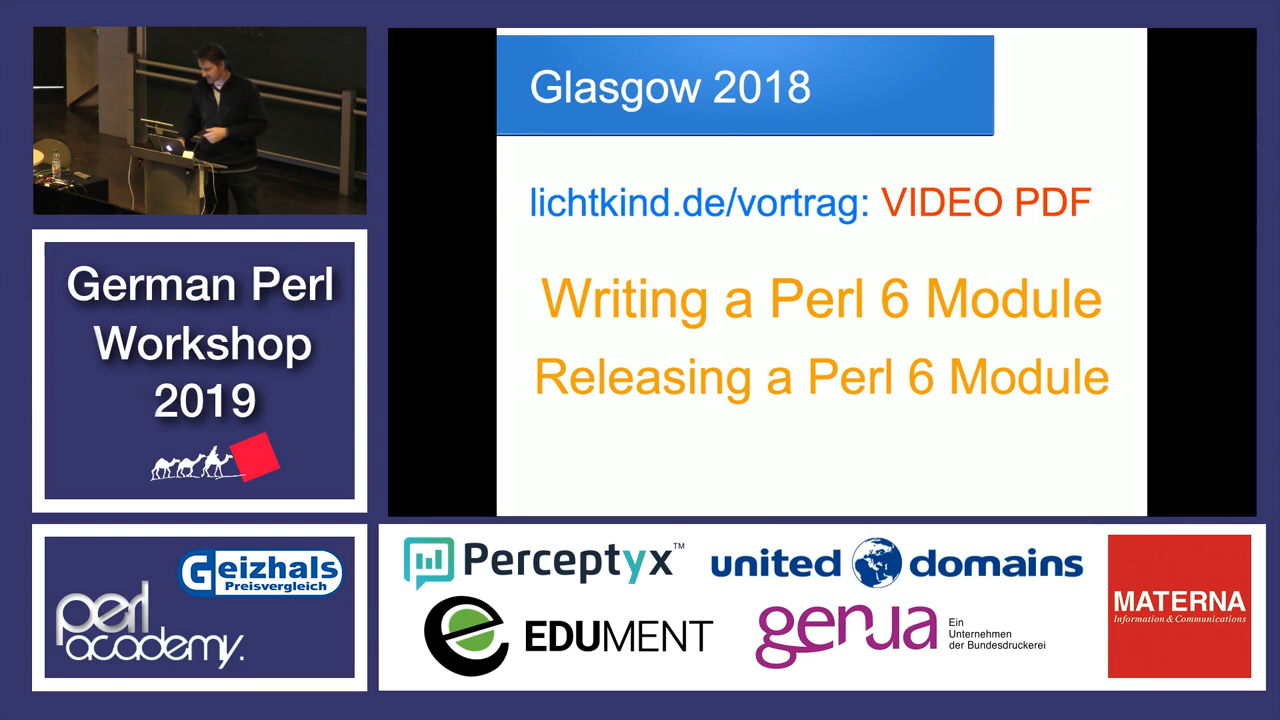 Glasgow 2018
lichtkind.de/vortrag: VIDEO PDF
Writing a Perl 6 Module
Releasing a Perl 6 Module
German Perl
Workshop
2019
Geizhals
Preisvergleich
perl
academy.
Perceptyx™
united domains
EDUMENT
genua
Ein
Unternehmen
der Bundesdruckerei
MATERNA
Information & Communications